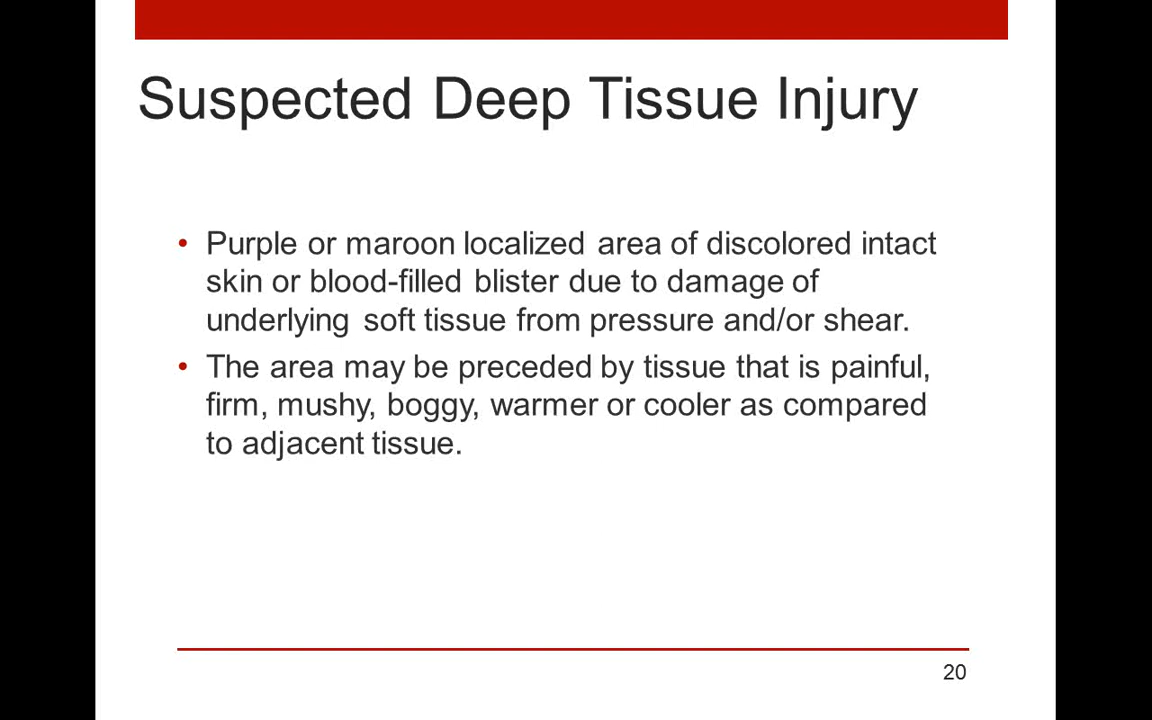 Suspected Deep Tissue Injury
• Purple or maroon localized area of discolored intact
skin or blood-filled blister due to damage of
underlying soft tissue from pressure and/or shear.
• The area may be preceded by tissue that is painful,
firm, mushy, boggy, warmer or cooler as compared
to adjacent tissue.
20